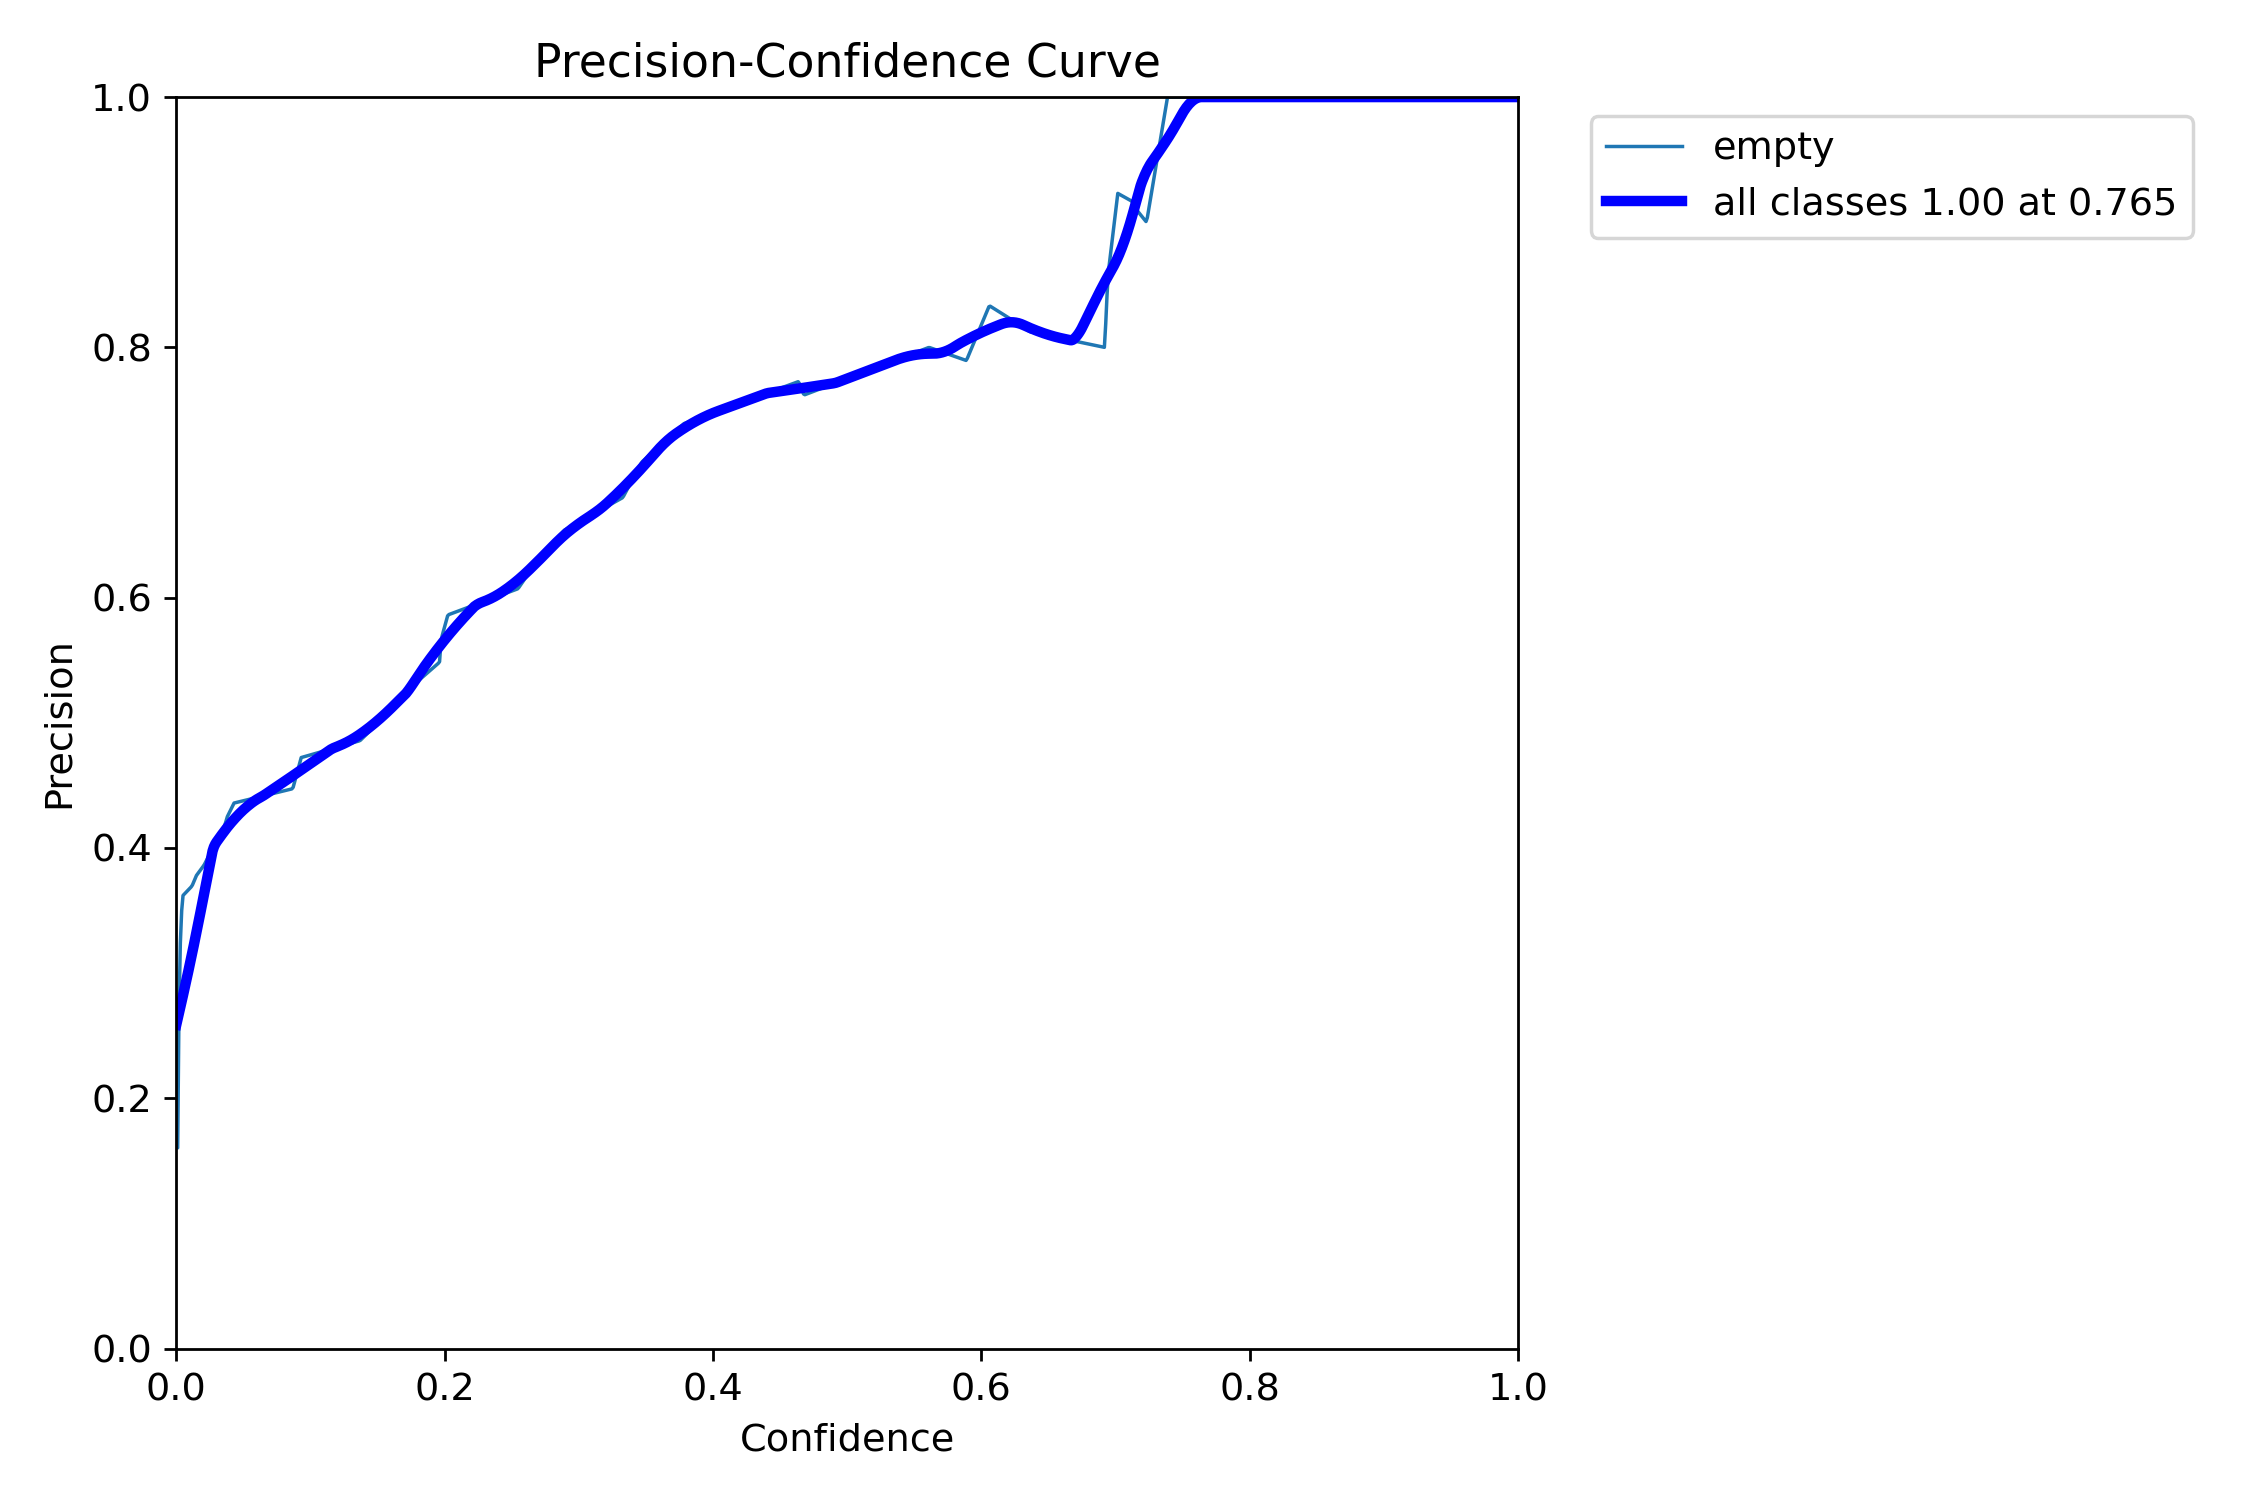 Precision-Confidence Curve
1.0
0.8
0.6
0.4
0.2
0.0
Precision
0.0 0.2 0.4 0.6 0.8 1.0
Confidence
empty
all classes 1.00 at 0.765